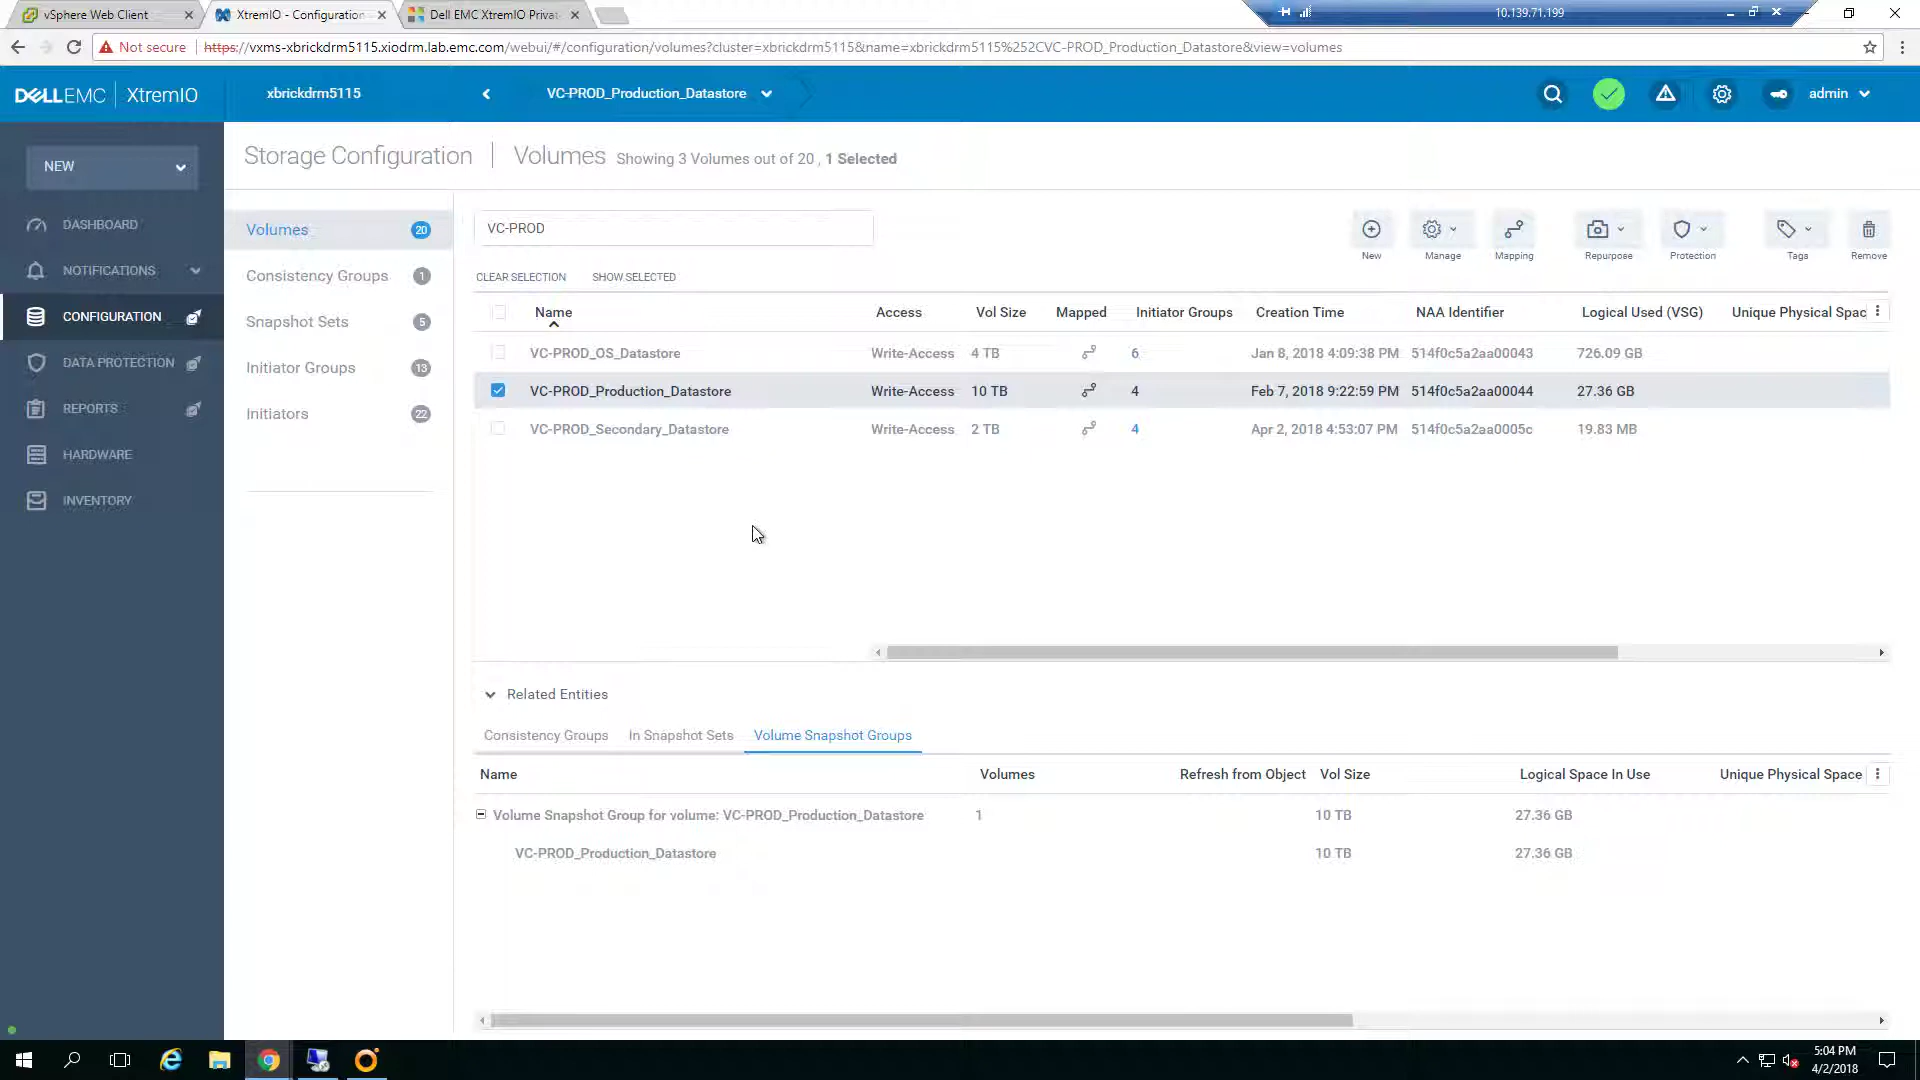 vSphere Web Client
XtremIO - Configuration
Dell EMC XtremIO Privat
10.139.71.199
Not secure
https://vxms-xbrickdrm5115.xiodrm.lab.emc.com/webui/#/configuration/volumes?cluster=xbrickdrm5115&name=xbrickdrm5115%252CVC-PROD_Production_Datastore&view=volumes
DELLEMC XtremIO
xbrickdrm5115
VC-PROD_Production_Datastore
admin
NEW
DASHBOARD
NOTIFICATIONS
CONFIGURATION
DATA PROTECTION
REPORTS
HARDWARE
INVENTORY
Storage Configuration Volumes Showing 3 Volumes out of 20 , 1 Selected
Volumes 20
Consistency Groups 1
Snapshot Sets 5
Initiator Groups 13
Initiators 22
VC-PROD
New Manage Mapping Repurpose Protection Tags Remove
CLEAR SELECTION SHOW SELECTED
Name Access Vol Size Mapped Initiator Groups Creation Time NAA Identifier Logical Used (VSG) Unique Physical Spac
VC-PROD_OS_Datastore Write-Access 4 TB 6 Jan 8, 2018 4:09:38 PM 514f0c5a2aa00043 726.09 GB
VC-PROD_Production_Datastore Write-Access 10 TB 4 Feb 7, 2018 9:22:59 PM 514f0c5a2aa00044 27.36 GB
VC-PROD_Secondary_Datastore Write-Access 2 TB 4 Apr 2, 2018 4:53:07 PM 514f0c5a2aa0005c 19.83 MB
Related Entities
Consistency Groups In Snapshot Sets Volume Snapshot Groups
Name Volumes Refresh from Object Vol Size Logical Space In Use Unique Physical Space
Volume Snapshot Group for volume: VC-PROD_Production_Datastore 1 10 TB 27.36 GB
VC-PROD_Production_Datastore 10 TB 27.36 GB
5:04 PM
4/2/2018